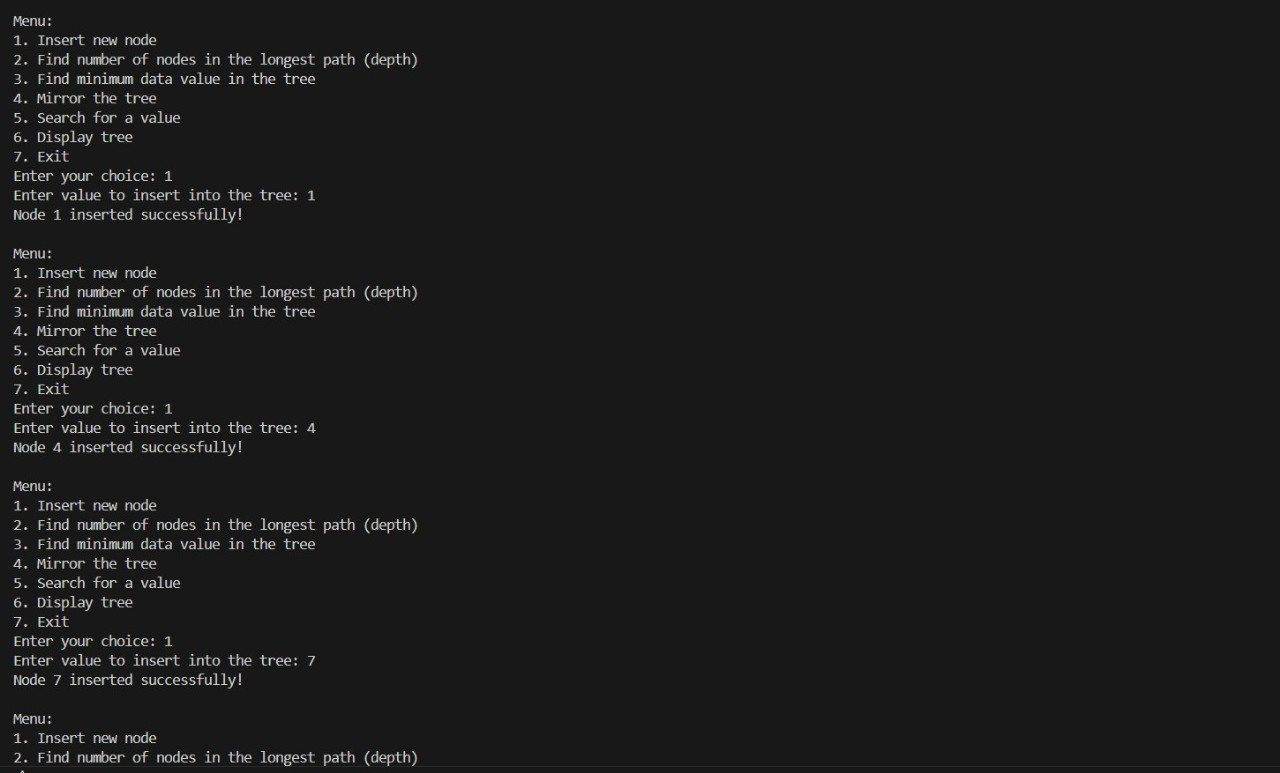 Menu:
1. Insert new node
2. Find number of nodes in the longest path (depth)
3. Find minimum data value in the tree
4. Mirror the tree
5. Search for a value
6. Display tree
7. Exit
Enter your choice: 1
Enter value to insert into the tree: 1
Node 1 inserted successfully!
Menu:
1. Insert new node
2. Find number of nodes in the longest path (depth)
3. Find minimum data value in the tree
4. Mirror the tree
5. Search for a value
6. Display tree
7. Exit
Enter your choice: 1
Enter value to insert into the tree: 4
Node 4 inserted successfully!
Menu:
1. Insert new node
2. Find number of nodes in the longest path (depth)
3. Find minimum data value in the tree
4. Mirror the tree
5. Search for a value
6. Display tree
7. Exit
Enter your choice: 1
Enter value to insert into the tree: 7
Node 7 inserted successfully!
Menu:
1. Insert new node
2. Find number of nodes in the longest path (depth)